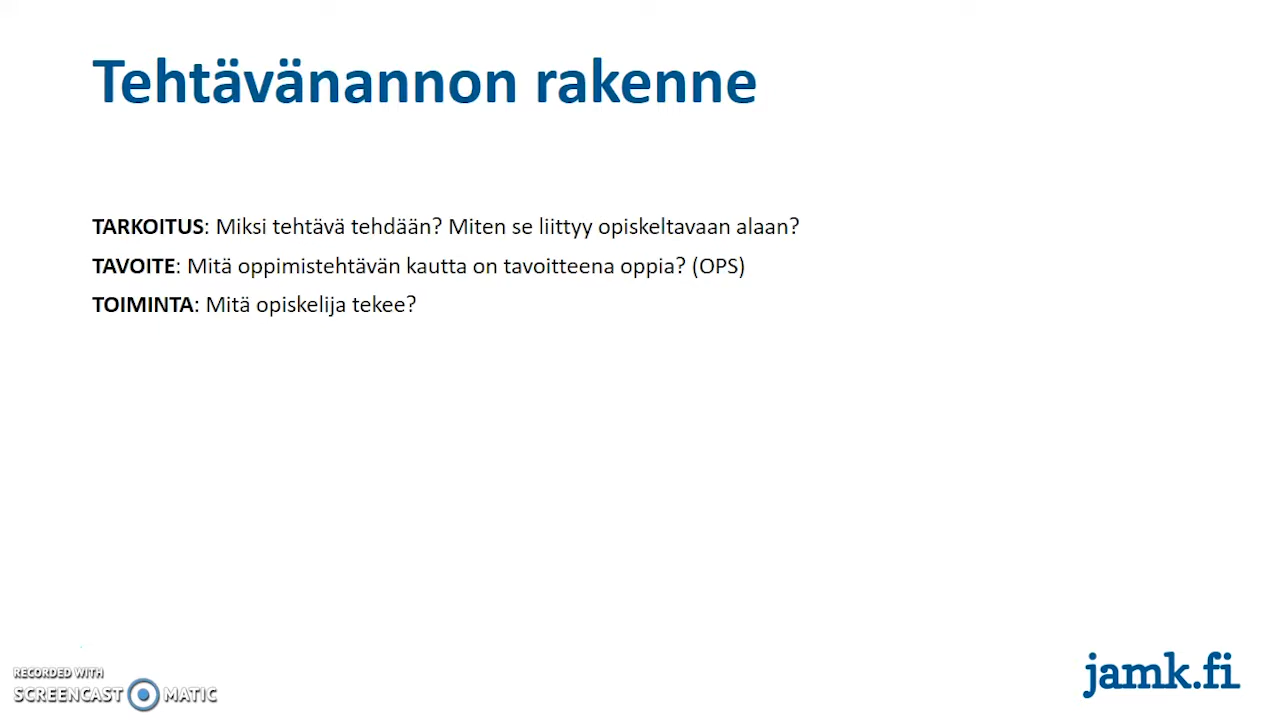 Tehtävänannon rakenne
TARKOITUS: Miksi tehtävä tehdään? Miten se liittyy opiskeltavaan alaan?
TAVOITE: Mitä oppimistehtävän kautta on tavoitteena oppia? (OPS)
TOIMINTA: Mitä opiskelija tekee?
RECORDED WITH
SCREENCAST MATIC
jamk.fi